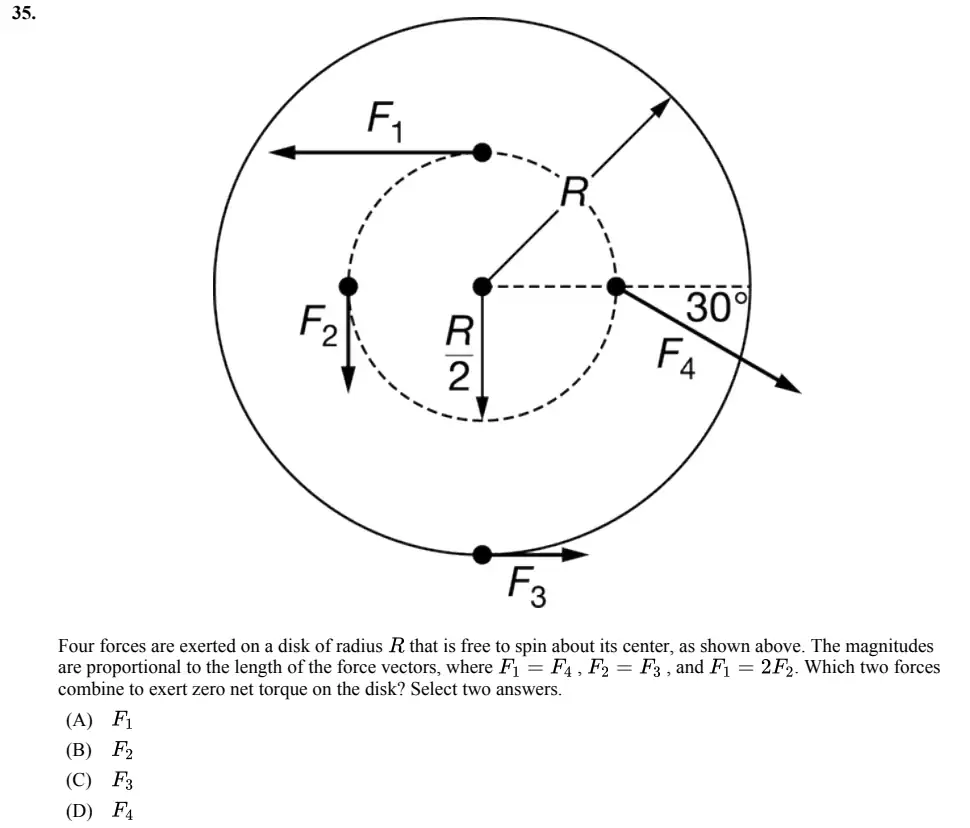 35.
F₁
R
30°
F₂
R
2
F₄
F₃
Four forces are exerted on a disk of radius R that is free to spin about its center, as shown above. The magnitudes
are proportional to the length of the force vectors, where F₁ = F₄ , F₂ = F₃ , and F₁ = 2F₂. Which two forces
combine to exert zero net torque on the disk? Select two answers.
(A) F₁
(B) F₂
(C) F₃
(D) F₄